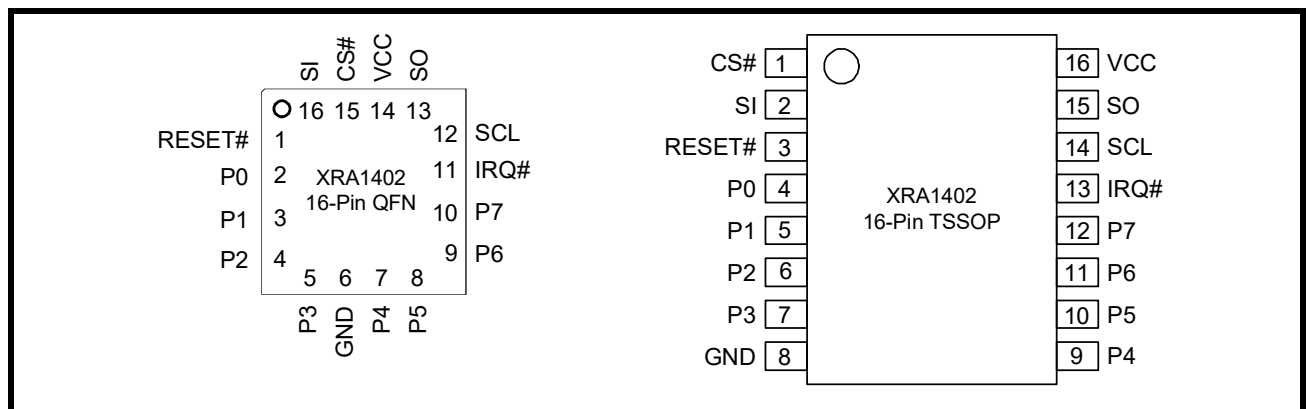 SI CS# VCC SO
16 15 14 13
RESET# 1 12 SCL
P0 2 XRA1402 11 IRQ#
16-Pin QFN
P1 3 10 P7
P2 4 9 P6
5 6 7 8
P3 GND P4 P5
CS# 1 16 VCC
SI 2 15 SO
RESET# 3 14 SCL
P0 4 XRA1402 13 IRQ#
16-Pin TSSOP
P1 5 12 P7
P2 6 11 P6
P3 7 10 P5
GND 8 9 P4